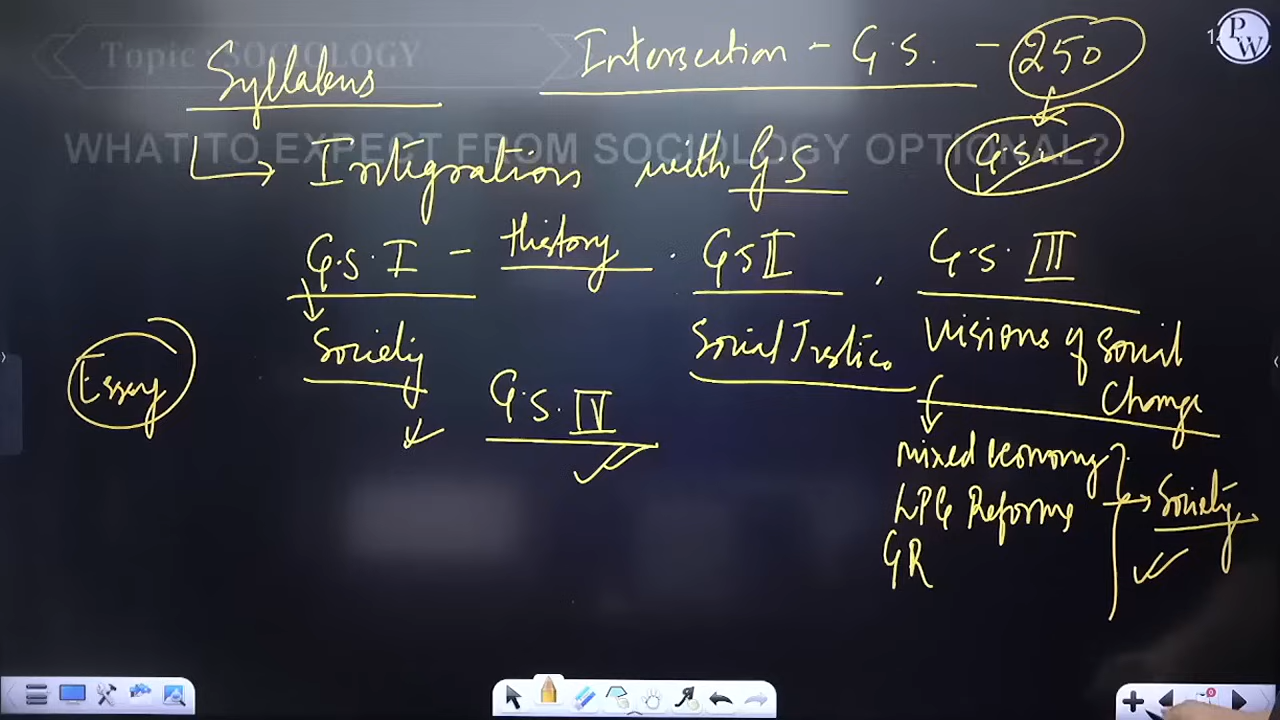 Topic : SOCIOLOGY
WHAT TO EXPECT FROM SOCIOLOGY OPTIONAL?
PW
Syllabus
Intersection - G.S. - 250
Integration with G.S
G.S.I - History . GS II , G.S. III
Society
Social Justice
Visions of Social
Change
Essay
G.S. IV
mixed economy
LPG Reforms
GR
Society